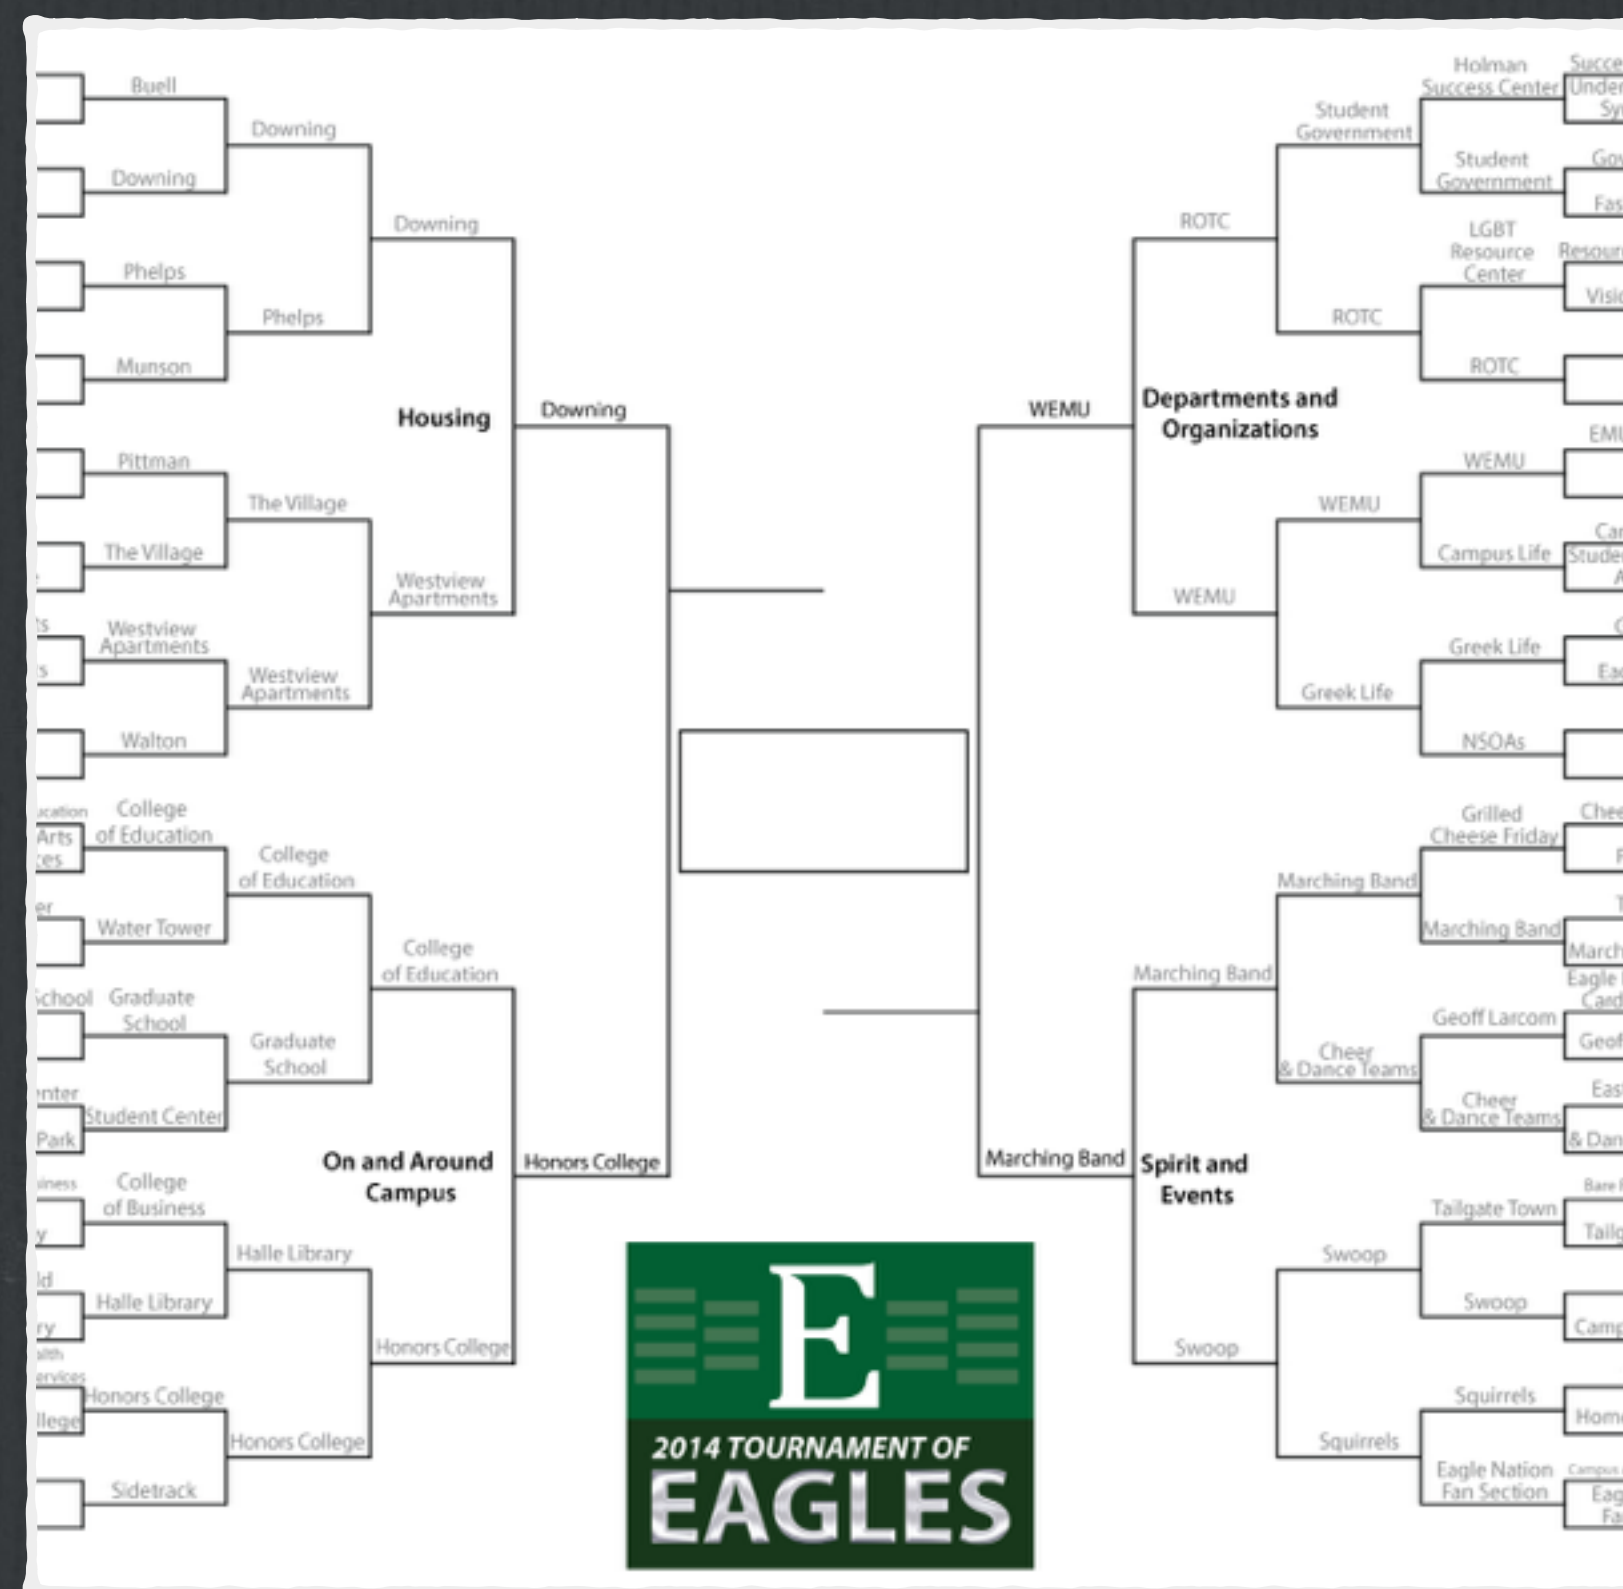 Buell
Downing
Downing
Downing
Phelps
Phelps
Munson
Housing
Downing
Pittman
The Village
The Village
Westview
Apartments
Westview
Apartments
Westview
Apartments
Walton
College
of Education
Arts
College
of Education
Water Tower
College
of Education
School
Graduate
School
Graduate
School
Student Center
Park
On and Around
Campus
Honors College
College
of Business
Halle Library
Halle Library
Honors College
Honors College
Honors College
Sidetrack
Holman
Success Center
Student
Government
Student
Government
ROTC
LGBT
Resource
Center
ROTC
ROTC
WEMU
Departments and
Organizations
WEMU
WEMU
Campus Life
WEMU
Greek Life
Greek Life
NSOAs
Grilled
Cheese Friday
Marching Band
Marching Band
Marching Band
Geoff Larcom
Cheer
& Dance Teams
Cheer
& Dance Teams
Marching Band
Spirit and
Events
Tailgate Town
Swoop
Swoop
Swoop
Squirrels
Squirrels
Eagle Nation
Fan Section
E
2014 TOURNAMENT OF
EAGLES